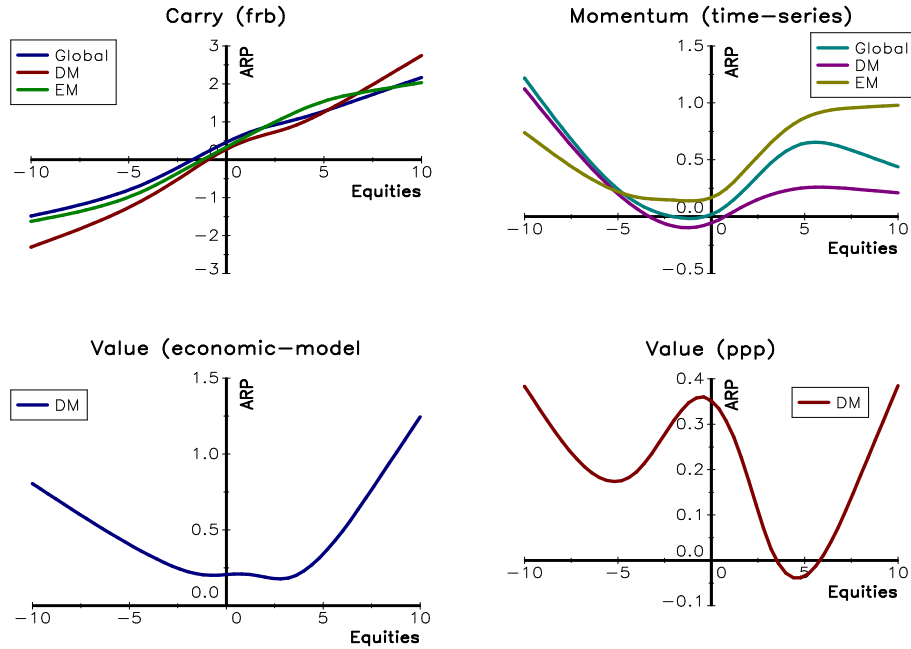 Carry (frb)
Global
DM
EM
ARP
3
2
1
0
-1
-2
-3
-10
-5
0
5
10
Equities
Momentum (time-series)
Global
DM
EM
ARP
1.5
1.0
0.5
0.0
-0.5
-10
-5
0
5
10
Equities
Value (economic-model
DM
ARP
1.5
1.0
0.5
0.0
-10
-5
0
5
10
Equities
Value (ppp)
DM
ARP
0.4
0.3
0.2
0.1
0.0
-0.1
-10
-5
0
5
10
Equities